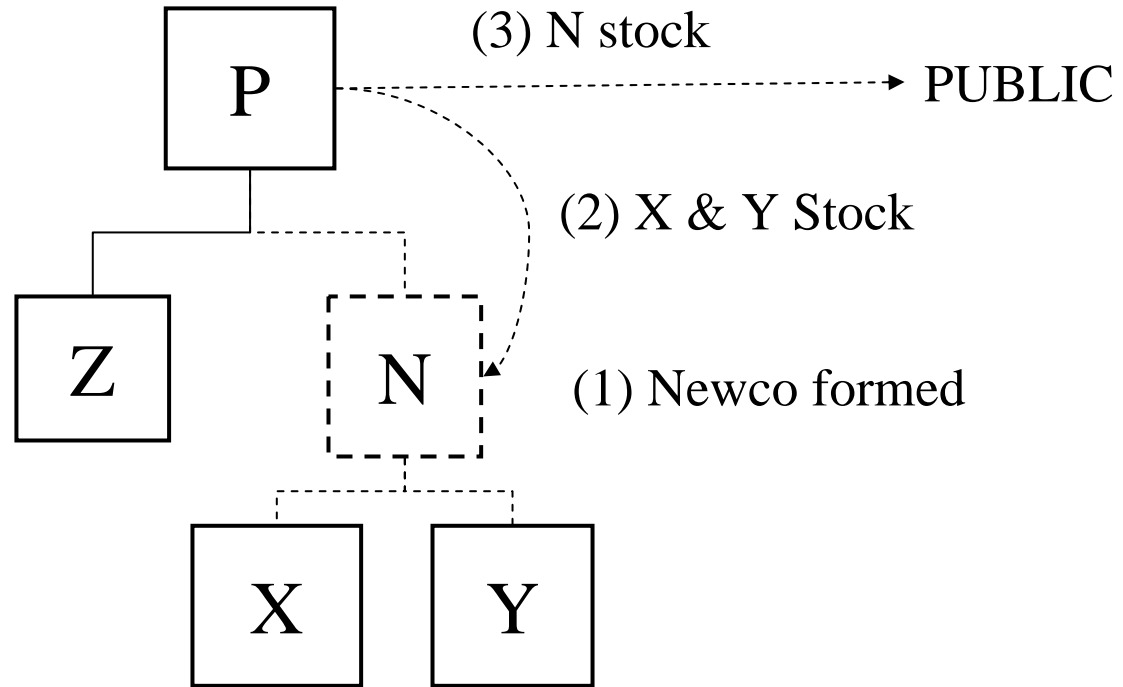 (3) N stock
P
PUBLIC
(2) X & Y Stock
Z
N
(1) Newco formed
X
Y